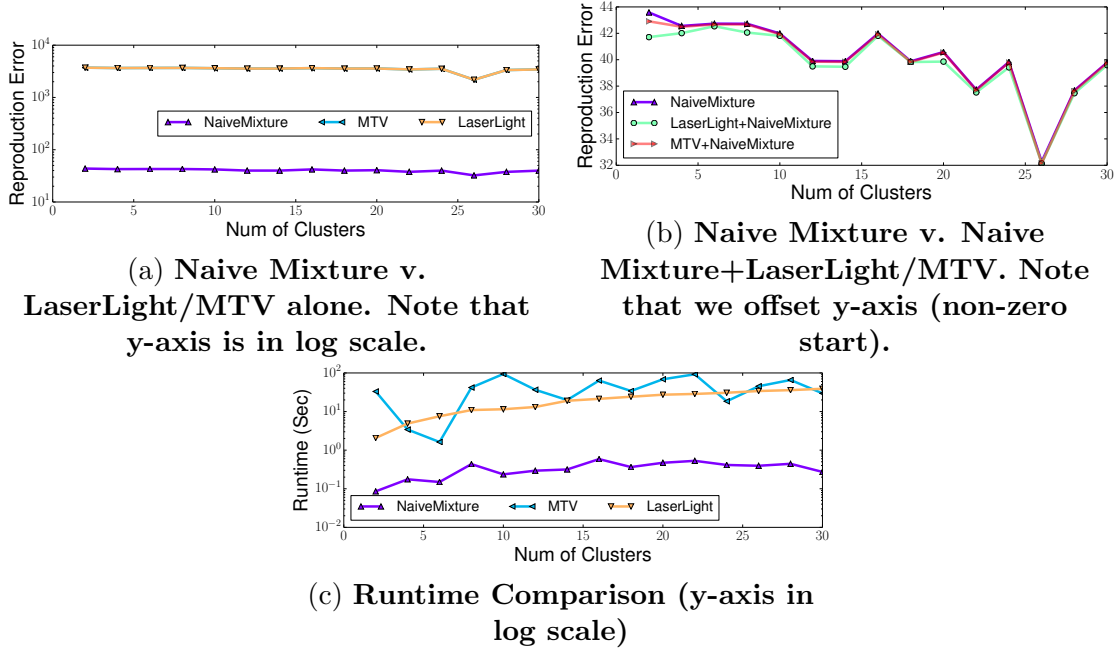 Reproduction Error
10^4
10^3
10^2
10^1
NaiveMixture MTV LaserLight
0 5 10 15 20 25 30
Num of Clusters
(a) Naive Mixture v.
LaserLight/MTV alone. Note that
y-axis is in log scale.
Reproduction Error
44
42
40
38
36
34
32
NaiveMixture
LaserLight+NaiveMixture
MTV+NaiveMixture
0 5 10 15 20 25 30
Num of Clusters
(b) Naive Mixture v. Naive
Mixture+LaserLight/MTV. Note
that we offset y-axis (non-zero
start).
Runtime (Sec)
10^2
10^1
10^0
10^-1
10^-2
NaiveMixture MTV LaserLight
0 5 10 15 20 25 30
Num of Clusters
(c) Runtime Comparison (y-axis in
log scale)